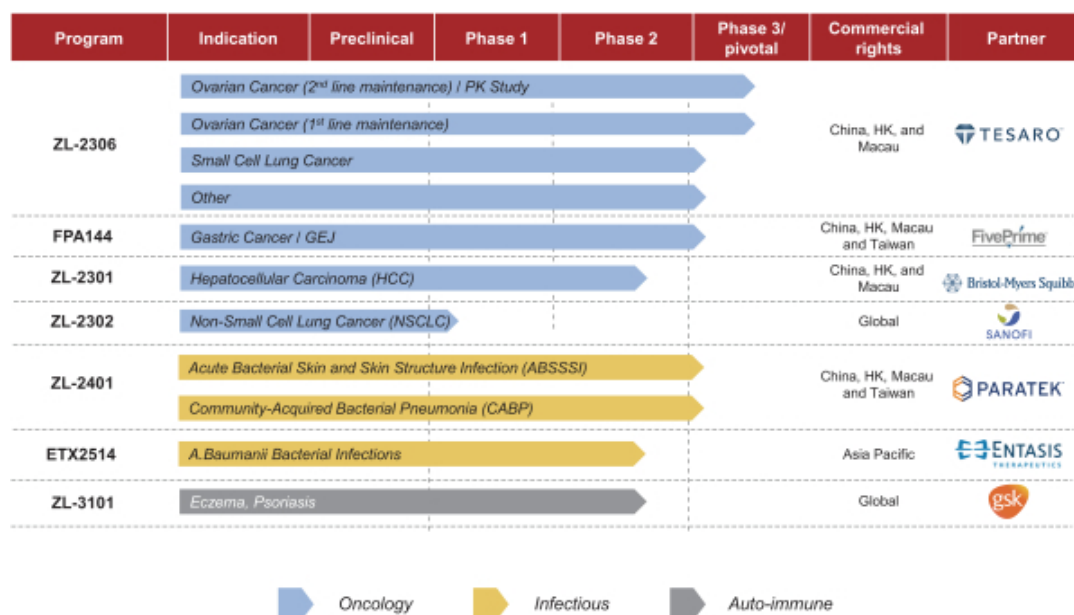 Program Indication Preclinical Phase 1 Phase 2 Phase 3/ pivotal Commercial rights Partner
ZL-2306
Ovarian Cancer (2nd line maintenance) / PK Study
Ovarian Cancer (1st line maintenance)
Small Cell Lung Cancer
Other
China, HK, and
Macau
TESARO
FPA144
Gastric Cancer / GEJ
China, HK, Macau
and Taiwan
FivePrime
ZL-2301
Hepatocellular Carcinoma (HCC)
China, HK, and
Macau
Bristol-Myers Squibb
ZL-2302
Non-Small Cell Lung Cancer (NSCLC)
Global
SANOFI
ZL-2401
Acute Bacterial Skin and Skin Structure Infection (ABSSSI)
Community-Acquired Bacterial Pneumonia (CABP)
China, HK, Macau
and Taiwan
PARATEK
ETX2514
A.Baumanii Bacterial Infections
Asia Pacific
ENTASIS
THERAPEUTICS
ZL-3101
Eczema, Psoriasis
Global
gsk
Oncology Infectious Auto-immune